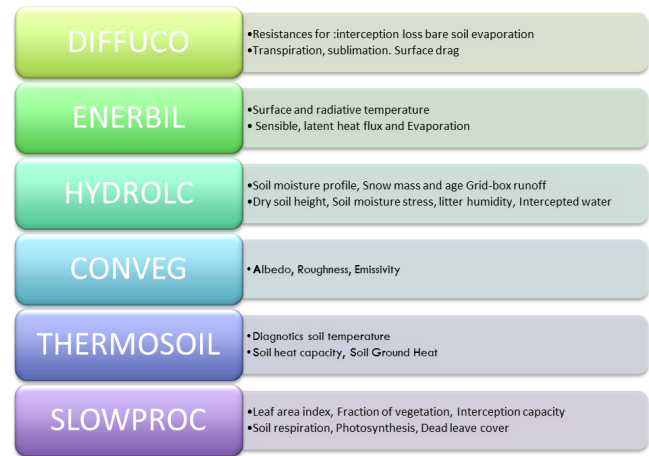 DIFFUCO
•Resistances for :interception loss bare soil evaporation
•Transpiration, sublimation. Surface drag
ENERBIL
•Surface and radiative temperature
• Sensible, latent heat flux and Evaporation
HYDROLC
•Soil moisture profile, Snow mass and age Grid-box runoff
•Dry soil height, Soil moisture stress, litter humidity, Intercepted water
CONVEG
• Albedo, Roughness, Emissivity
THERMOSOIL
•Diagnostics soil temperature
•Soil heat capacity, Soil Ground Heat
SLOWPROC
•Leaf area index, Fraction of vegetation, Interception capacity
•Soil respiration, Photosynthesis, Dead leave cover